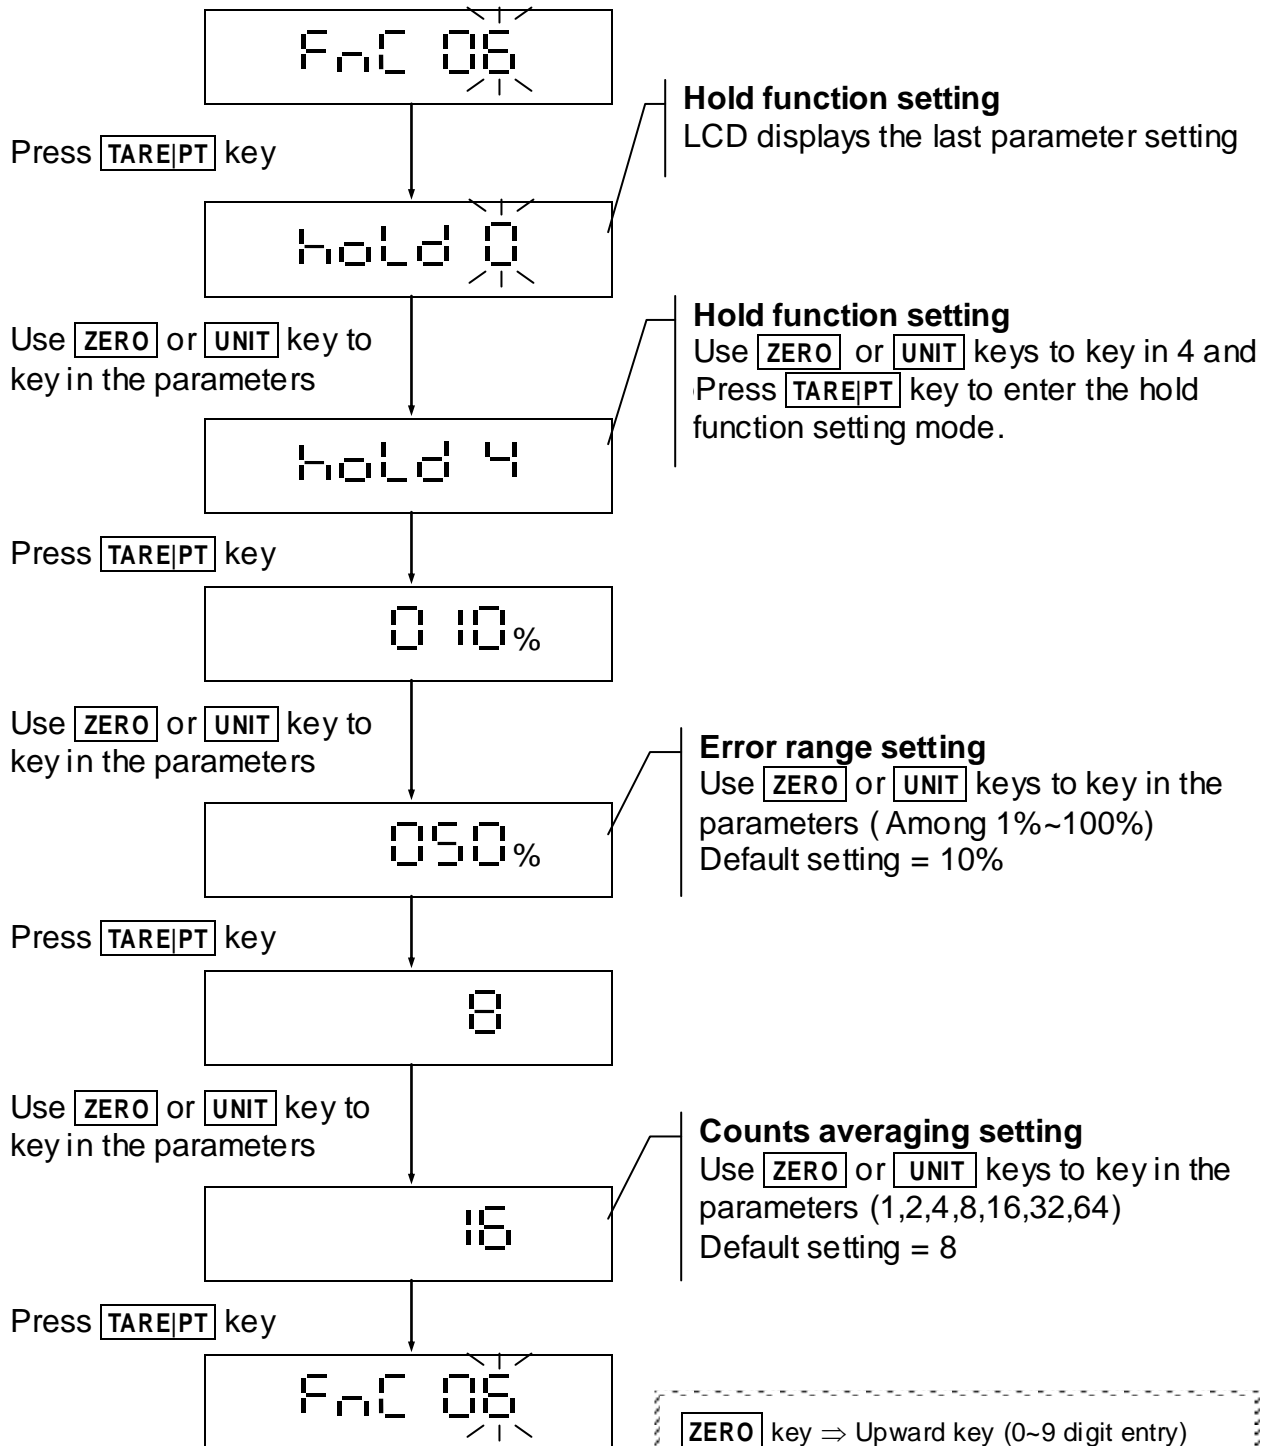 FnC 06
Hold function setting
LCD displays the last parameter setting
Press TARE|PT key
hoLd 0
Use ZERO or UNIT key to
key in the parameters
Hold function setting
Use ZERO or UNIT keys to key in 4 and
Press TARE|PT key to enter the hold
function setting mode.
hoLd 4
Press TARE|PT key
010%
Use ZERO or UNIT key to
key in the parameters
Error range setting
Use ZERO or UNIT keys to key in the
parameters ( Among 1%~100%)
Default setting = 10%
050%
Press TARE|PT key
8
Use ZERO or UNIT key to
key in the parameters
Counts averaging setting
Use ZERO or UNIT keys to key in the
parameters (1,2,4,8,16,32,64)
Default setting = 8
16
Press TARE|PT key
FnC 06
ZERO key ⇒ Upward key (0~9 digit entry)